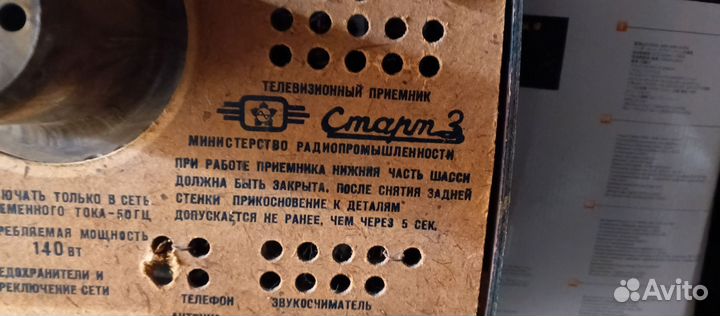 ТЕЛЕВИЗИОННЫЙ ПРИЕМНИК
Старт 3
МИНИСТЕРСТВО РАДИОПРОМЫШЛЕННОСТИ
ПРИ РАБОТЕ ПРИЕМНИКА НИЖНИЯ ЧАСТЬ ШАССИ
ДОЛЖНА БЫТЬ ЗАКРЫТА. ПОСЛЕ СНЯТИЯ ЗАДНЕЙ
СТЕНКИ ПРИКОСНОВЕНИЕ К ДЕТАЛЯМ
ДОПУСКАЕТСЯ НЕ РАНЕЕ, ЧЕМ ЧЕРЕЗ 5 СЕК.
ЛЮЧАТЬ ТОЛЬКО В СЕТЬ
ЕМЕННОГО ТОКА-50ГЦ
РЕБЛЯЕМАЯ МОЩНОСТЬ
140 ВТ
ЕДОХРАНИТЕЛИ И
РЕКЛЮЧЕНИЕ СЕТИ
ТЕЛЕФОН
ЗВУКОСНИМАТЕЛЬ
Avito